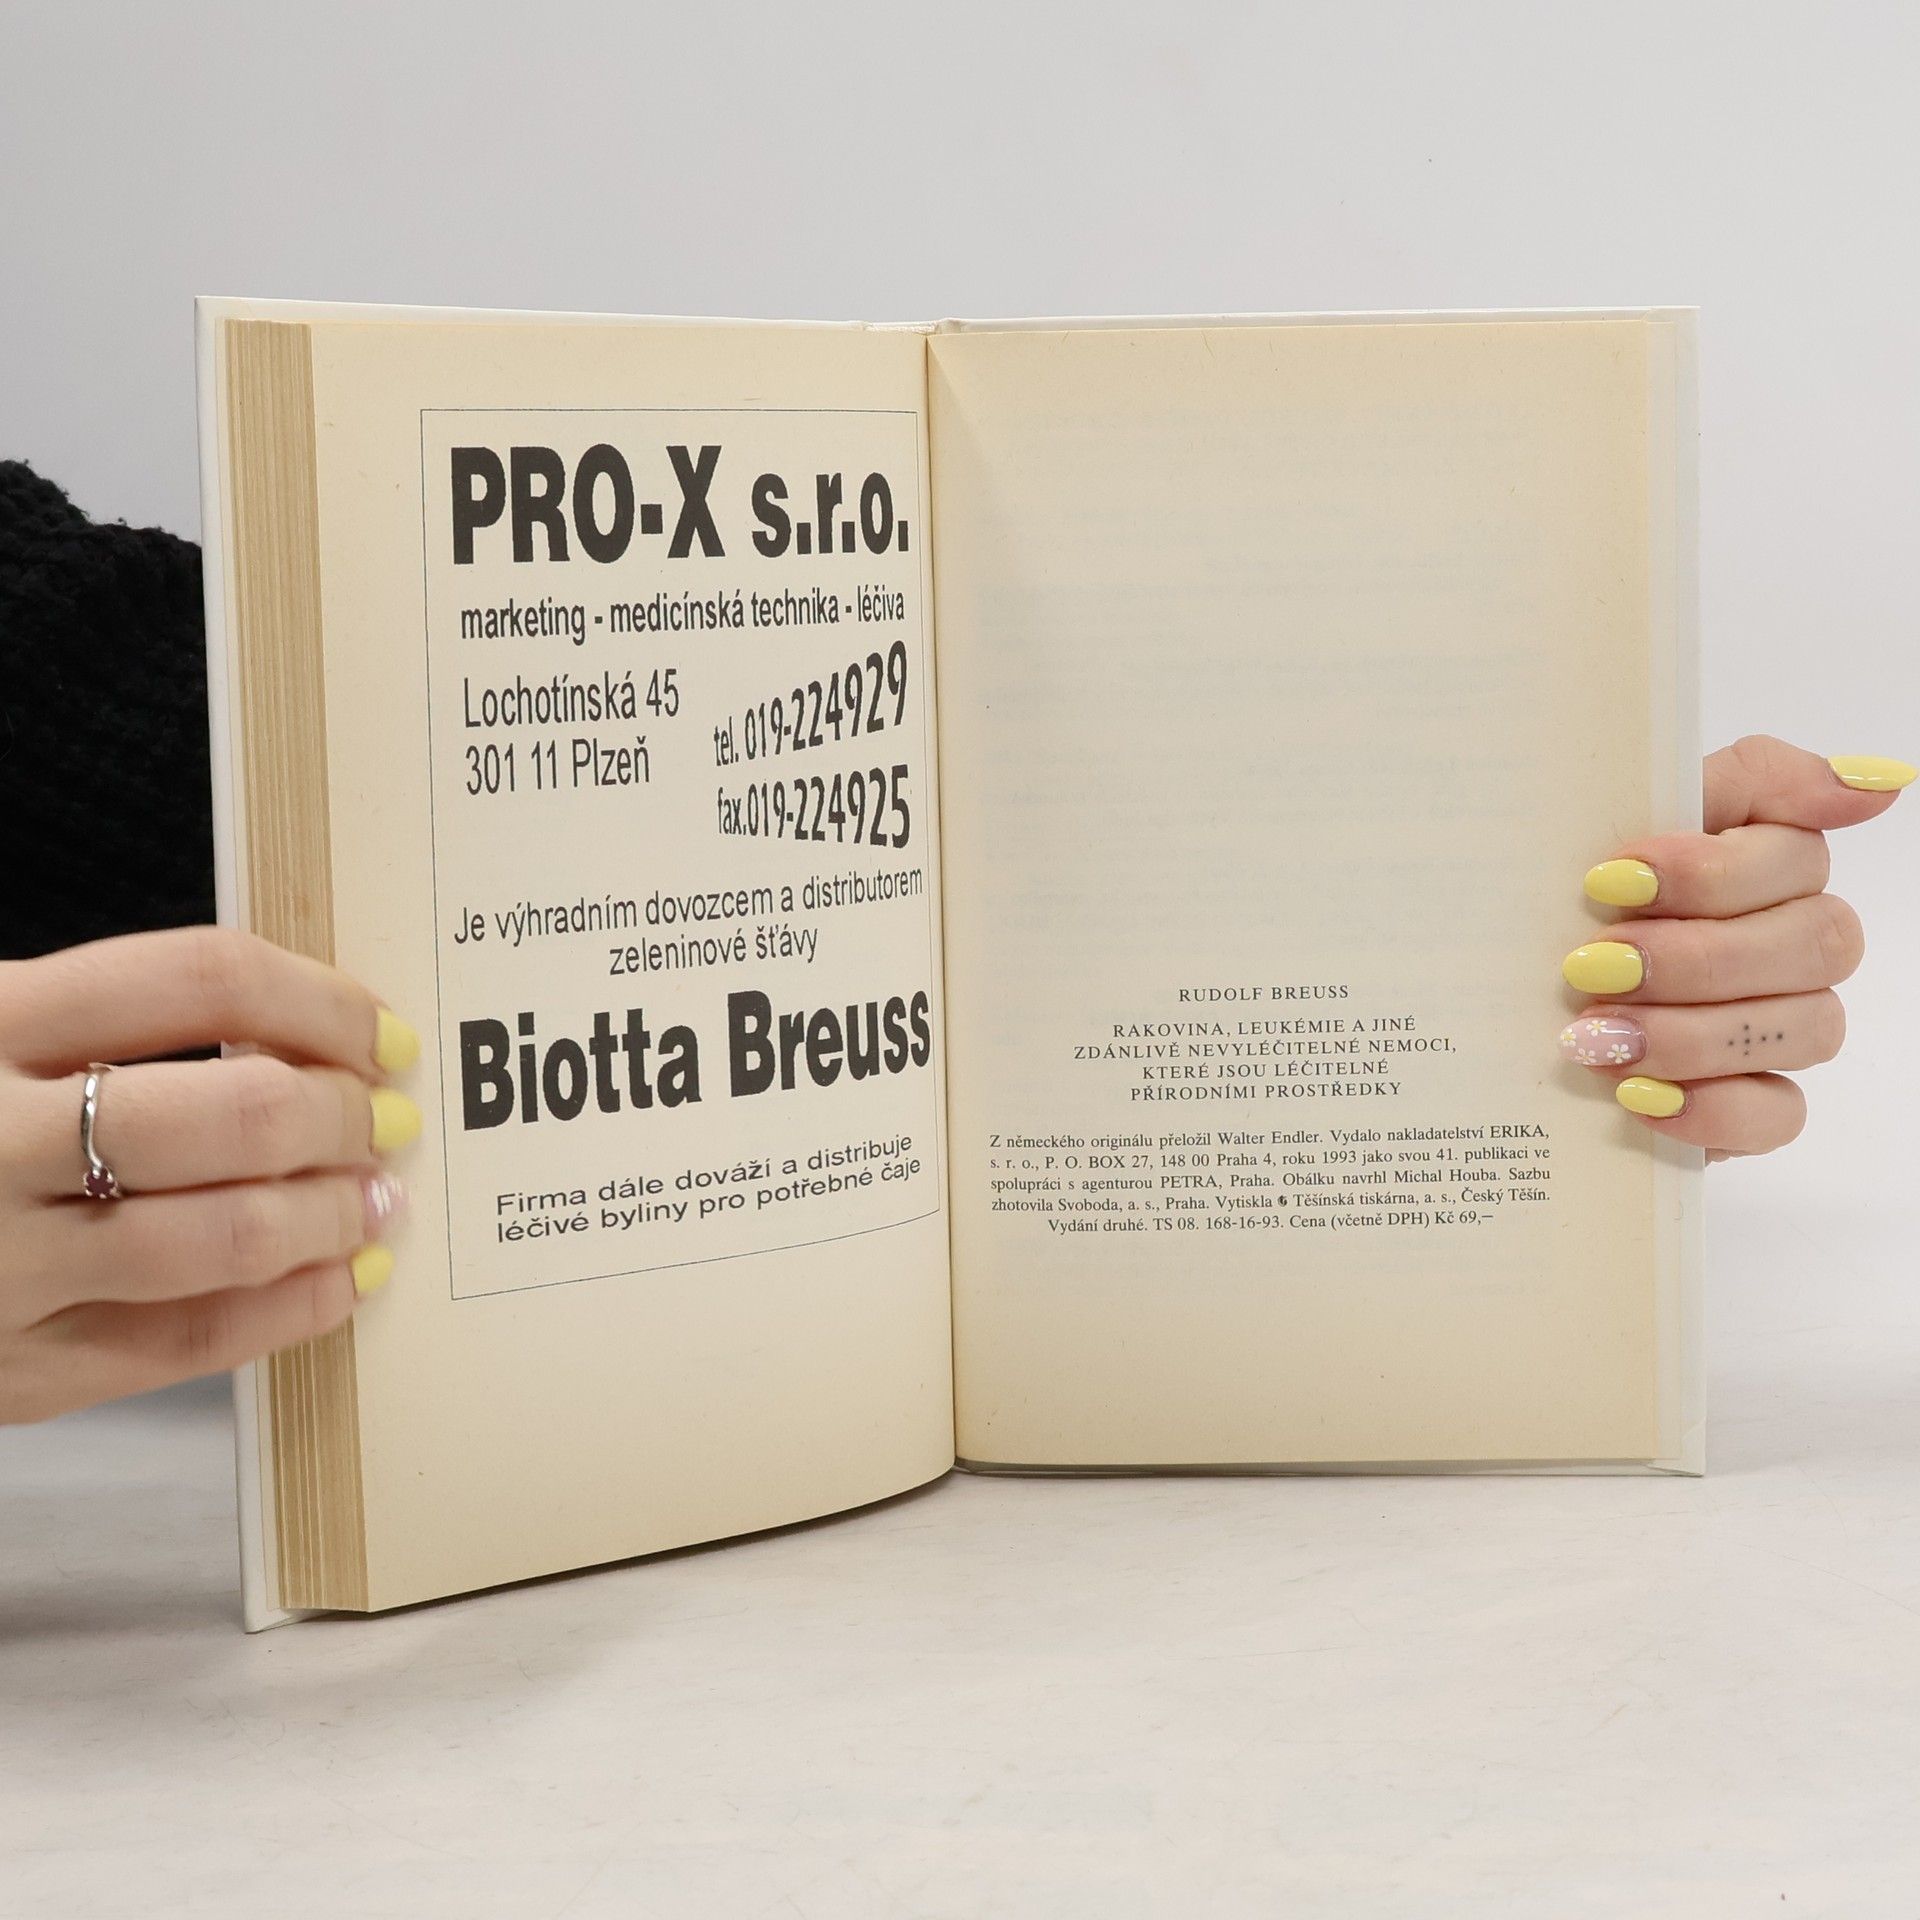 PRO-X s.r.o.
marketing - medicínská technika - léčiva
Lochotínská 45
301 11 Plzeň
tel. 019-224929
fax.019-224925
Je výhradním dovozcem a distributorem
zeleninové šťávy
Biotta Breuss
Firma dále dováží a distribuje
léčivé byliny pro potřebné čaje
RUDOLF BREUSS
RAKOVINA, LEUKÉMIE A JINÉ
ZDÁNLIVĚ NEVYLÉČITELNÉ NEMOCI,
KTERÉ JSOU LÉČITELNÉ
PŘÍRODNÍMI PROSTŘEDKY
Z německého originálu přeložil Walter Endler. Vydalo nakladatelství ERIKA,
s. r. o., P. O. BOX 27, 148 00 Praha 4, roku 1993 jako svou 41. publikaci ve
spolupráci s agenturou PETRA, Praha. Obálku navrhl Michal Houba. Sazbu
zhotovila Svoboda, a. s., Praha. Vytiskla Těšínská tiskárna, a. s., Český Těšín.
Vydání druhé. TS 08. 168-16-93. Cena (včetně DPH) Kč 69,—